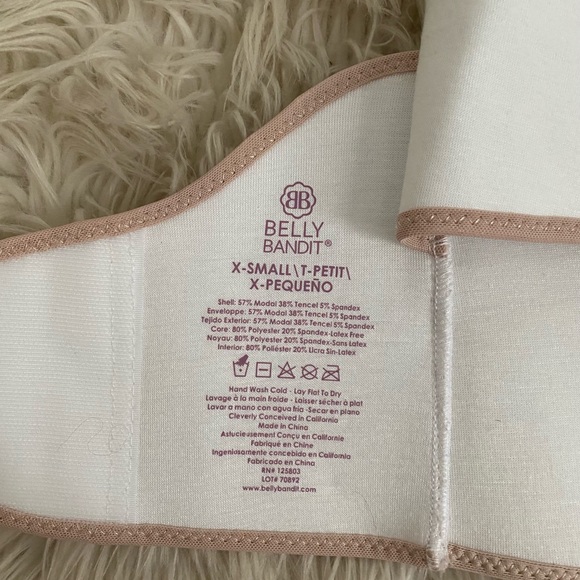 BB
BELLY
BANDIT®
X-SMALL\T-PETIT\
X-PEQUEÑO
Shell: 57% Modal 38% Tencel 5% Spandex
Enveloppe: 57% Modal 38% Tencel 5% Spandex
Tejido Exterior: 57% Modal 38% Tencel 5% Spandex
Core: 80% Polyester 20% Spandex-Latex Free
Noyau: 80% Polyester 20% Spandex-Sans Latex
Interior: 80% Poliéster 20% Licra Sin-Latex
Hand Wash Cold - Lay Flat To Dry
Lavage à la main froide - Laisser sécher à plat
Lavar a mano con agua fría -Secar en plano
Cleverly Conceived in California
Made in China
Astucieusement Conçu en Californie
Fabriqué en Chine
Ingeniosamente concebido en California
Fabricado en China
RN# 125803
LOT# 70892
www.bellybandit.com